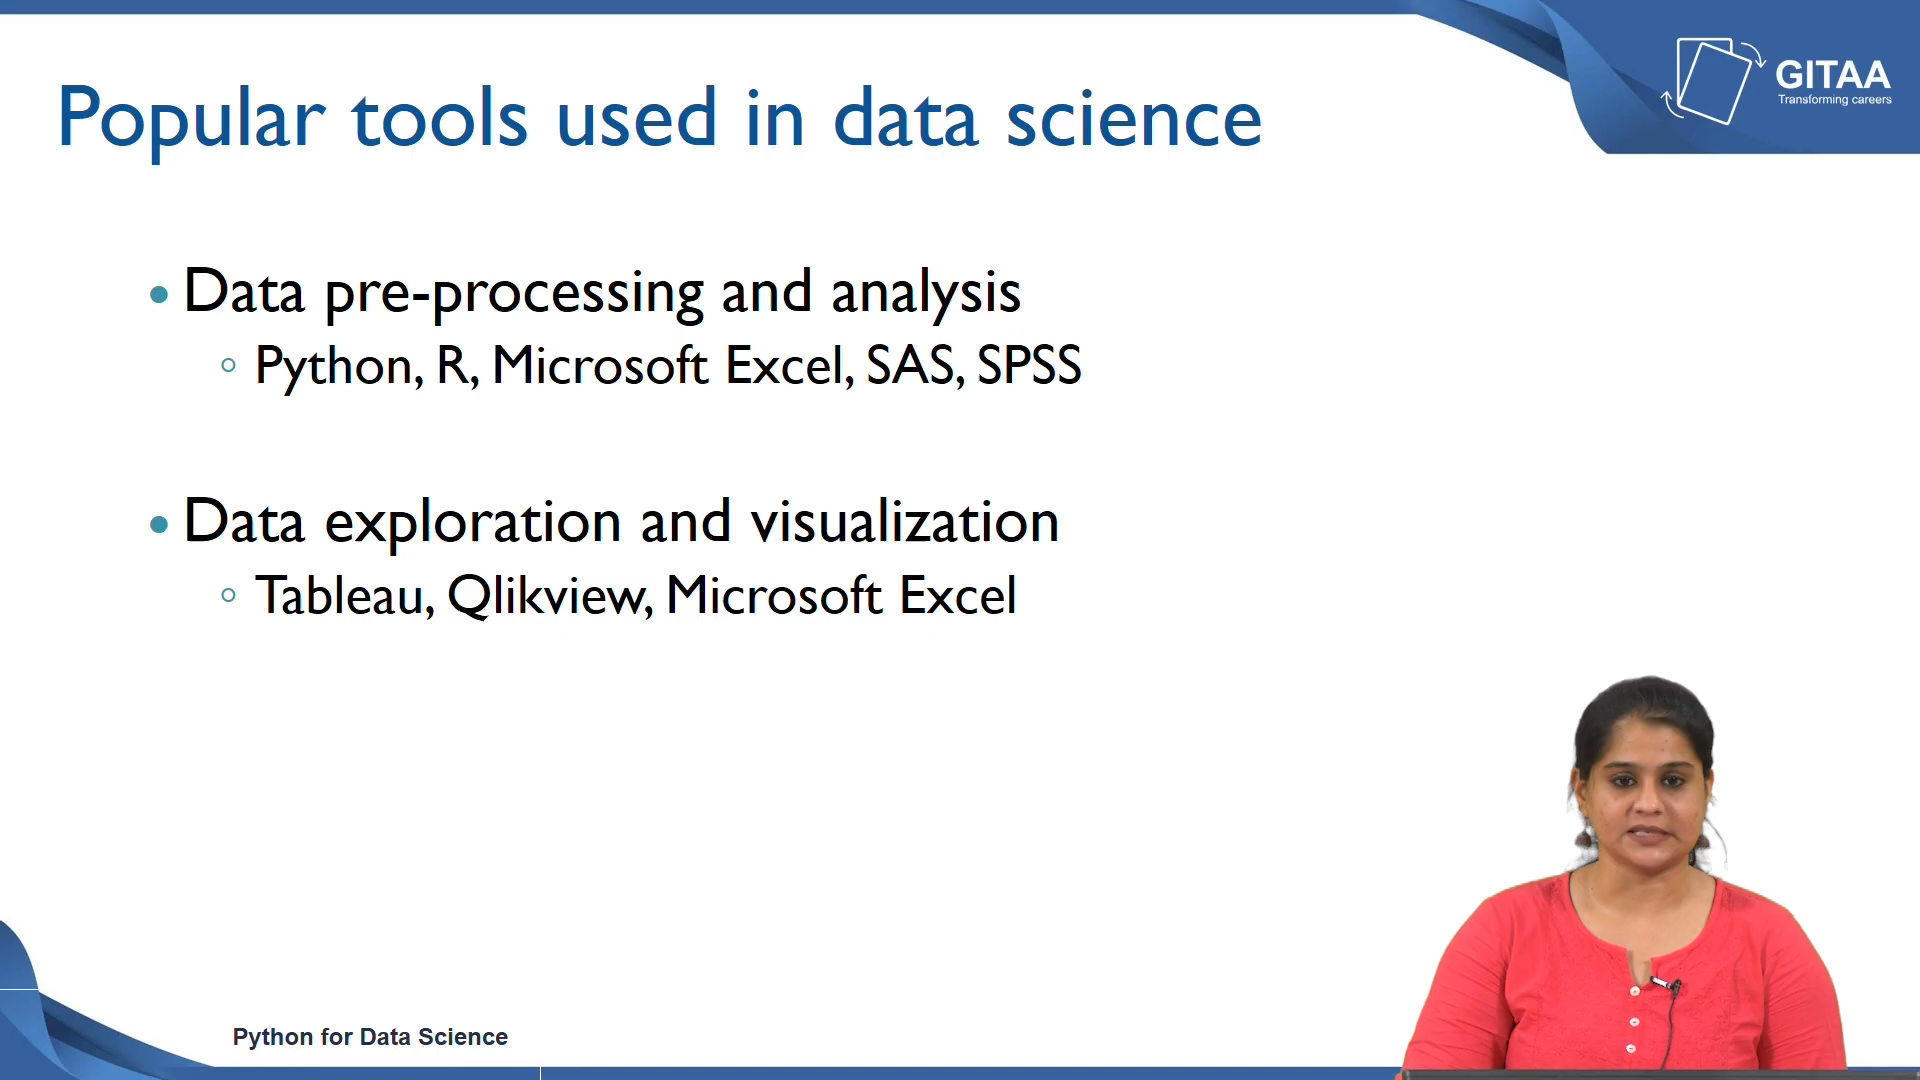 GITAA
Transforming careers
Popular tools used in data science
Data pre-processing and analysis
Python, R, Microsoft Excel, SAS, SPSS
Data exploration and visualization
Tableau, Qlikview, Microsoft Excel
Python for Data Science